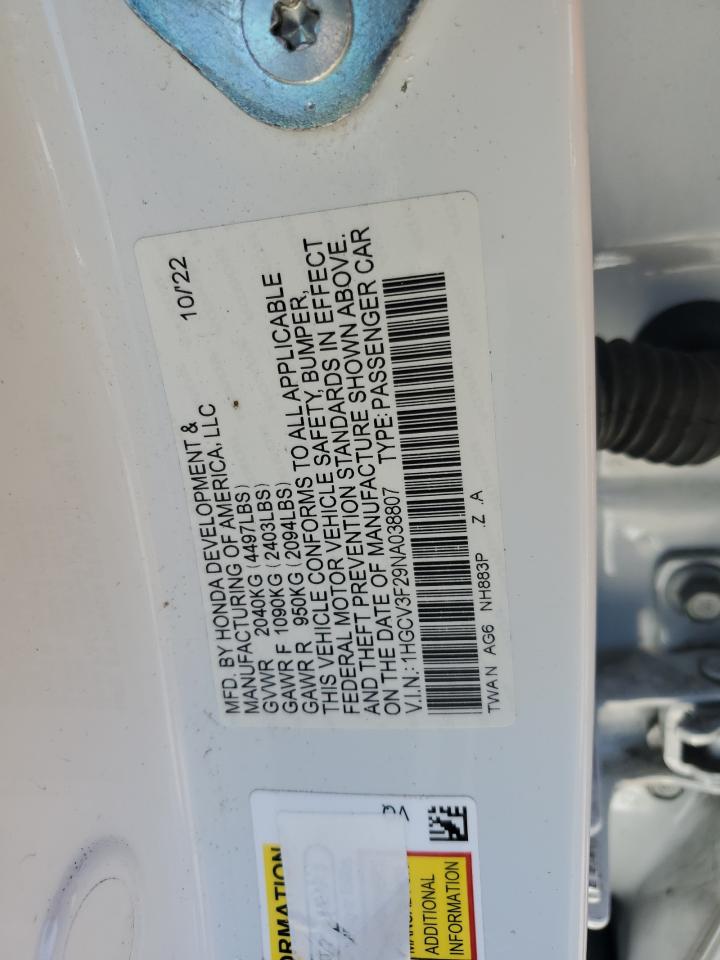 10/'22
MFD. BY HONDA DEVELOPMENT &
MANUFACTURING OF AMERICA, LLC
GVWR 2040KG (4497LBS)
GAWR F 1090KG (2403LBS)
GAWR R 950KG (2094LBS)
THIS VEHICLE CONFORMS TO ALL APPLICABLE
FEDERAL MOTOR VEHICLE SAFETY, BUMPER,
AND THEFT PREVENTION STANDARDS IN EFFECT
ON THE DATE OF MANUFACTURE SHOWN ABOVE.
V.I.N.: 1HGCV3F29NA038807 TYPE: PASSENGER CAR
TWAN AG6 NH883P .Z .A
ADDITIONAL
INFORMATION